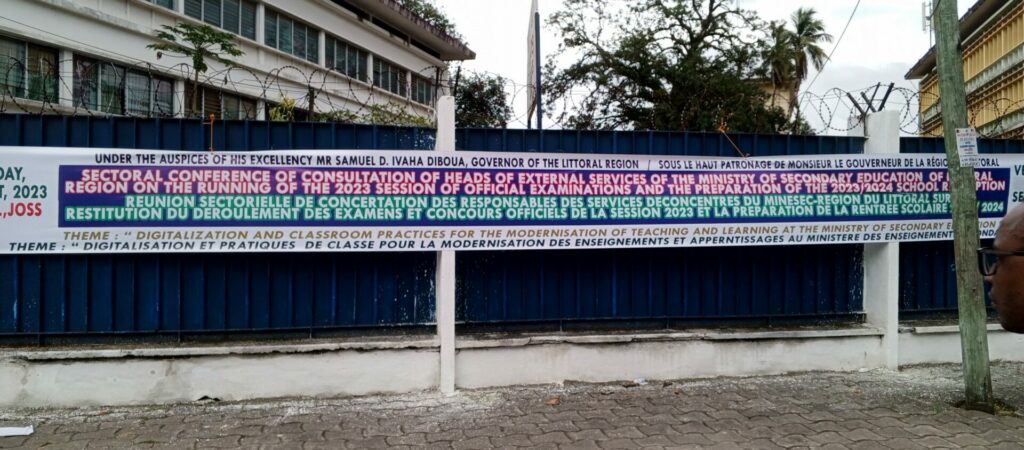 UNDER THE AUSPICES OF HIS EXCELLENCY MR SAMUEL D. IVAHA DIBOUA, GOVERNOR OF THE LITTORAL REGION / SOUS LE HAUT PATRONAGE DE MONSIEUR LE GOUVERNEUR DE LA
DAY,
, 2023
JOSS
SECTORAL CONFERENCE OF CONSULTATION OF HEADS OF EXTERNAL SERVICES OF THE MINISTRY OF SECONDARY EDUCATION OF
REGION ON THE RUNNING OF THE 2023 SESSION OF OFFICIAL EXAMINATIONS AND THE PREPARATION OF THE 2023/2024 SCHOOL
REUNION SECTORIELLE DE CONCERTATION DES RESPONSABLES DES SERVICES DÉCONCENTRES DU MINESEC-REGION DU LITTORAL SUR
RESTITUTION DU DEROULEMENT DES EXAMENS ET CONCOURS OFFICIELS DE LA SESSION 2023 ET LA PREPARATION DE LA RENTREE SCOLAIRE 2024
THEME : " DIGITALIZATION AND CLASSROOM PRACTICES FOR THE MODERNISATION OF TEACHING AND LEARNING AT THE MINISTRY OF SECONDARY
THEME : " DIGITALISATION ET PRATIQUES DE CLASSE POUR LA MODERNISATION DES ENSEIGNEMENTS ET APPRENTISSAGES AU MINISTERE DES ENSEIGNEMENTS
VE